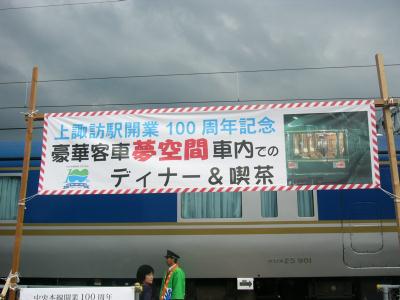 上諏訪駅開業100周年記念
豪華客車夢空間車内での
ディナー＆喫茶
25 901
中央本線開業100周年